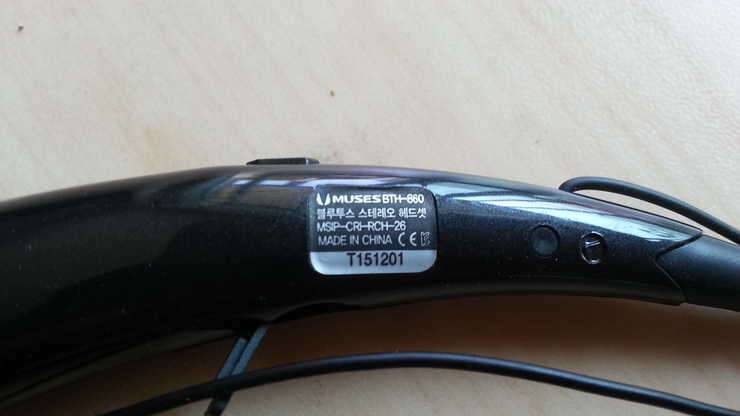 MUSES BTH-660
블루투스 스테레오 헤드셋
MSIP-CRI-RCH-26
MADE IN CHINA CE
T151201